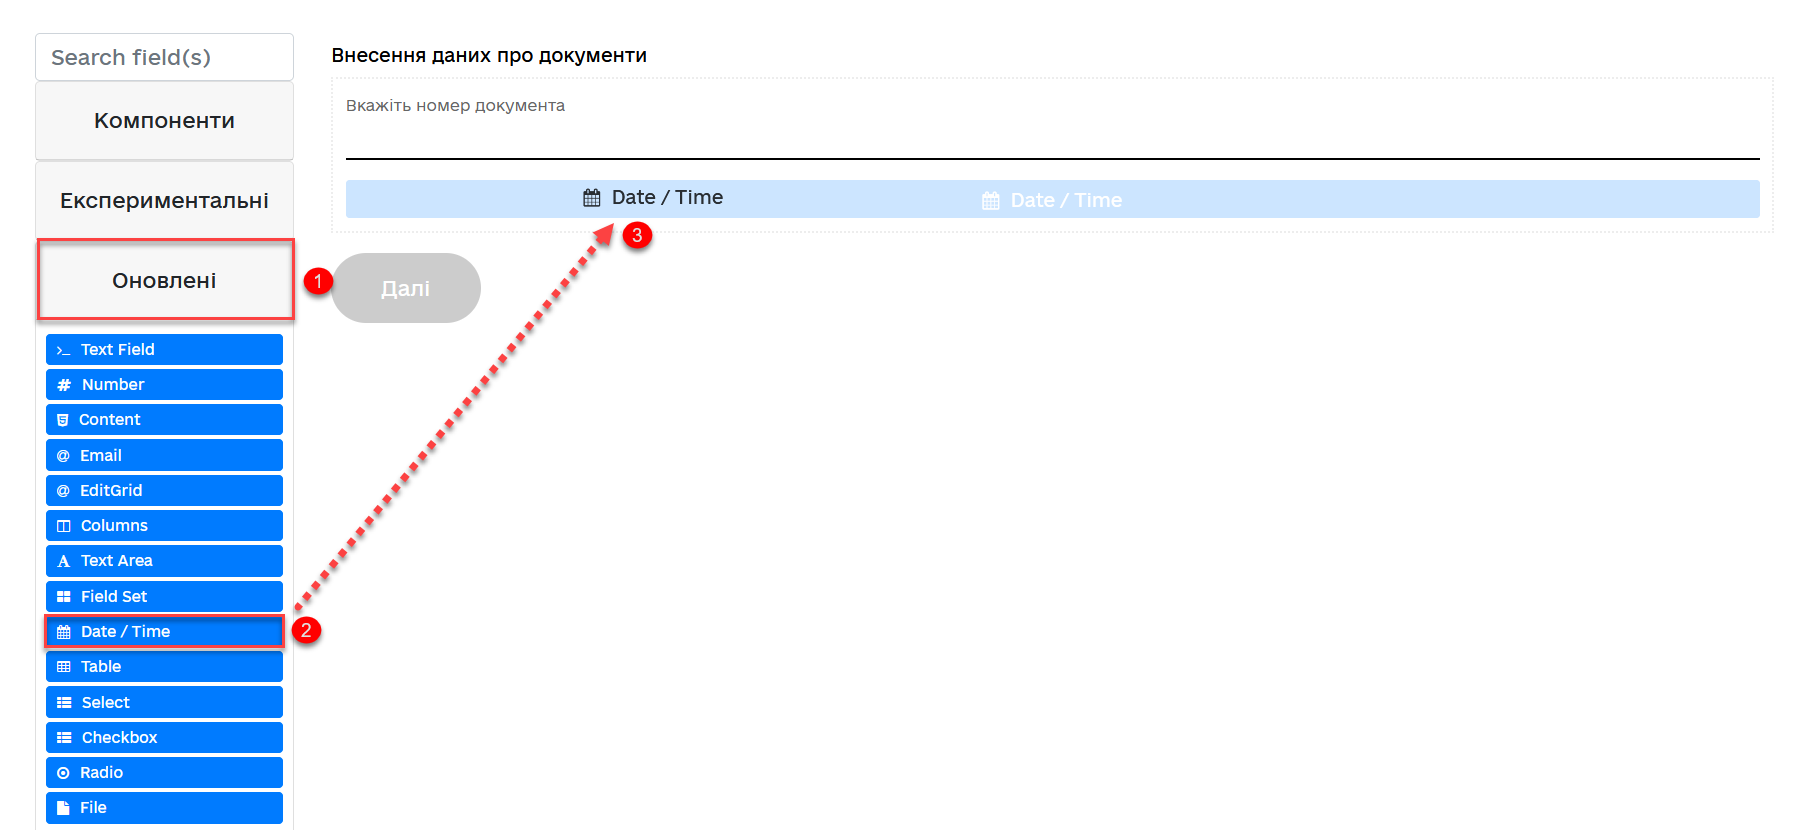 Search field(s)
Компоненти
Експериментальні
Оновлені
1
Text Field
Number
Content
Email
EditGrid
Columns
Text Area
Field Set
Date / Time
2
Table
Select
Checkbox
Radio
File
Внесення даних про документи
Вкажіть номер документа
Date / Time
Date / Time
3
Далі